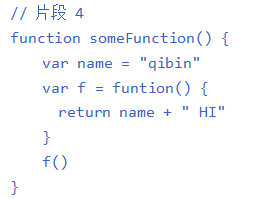 // 片段 4
function someFunction() {
    var name = "qibin"
    var f = funtion() {
      return name + " HI"
    }
    f()
}